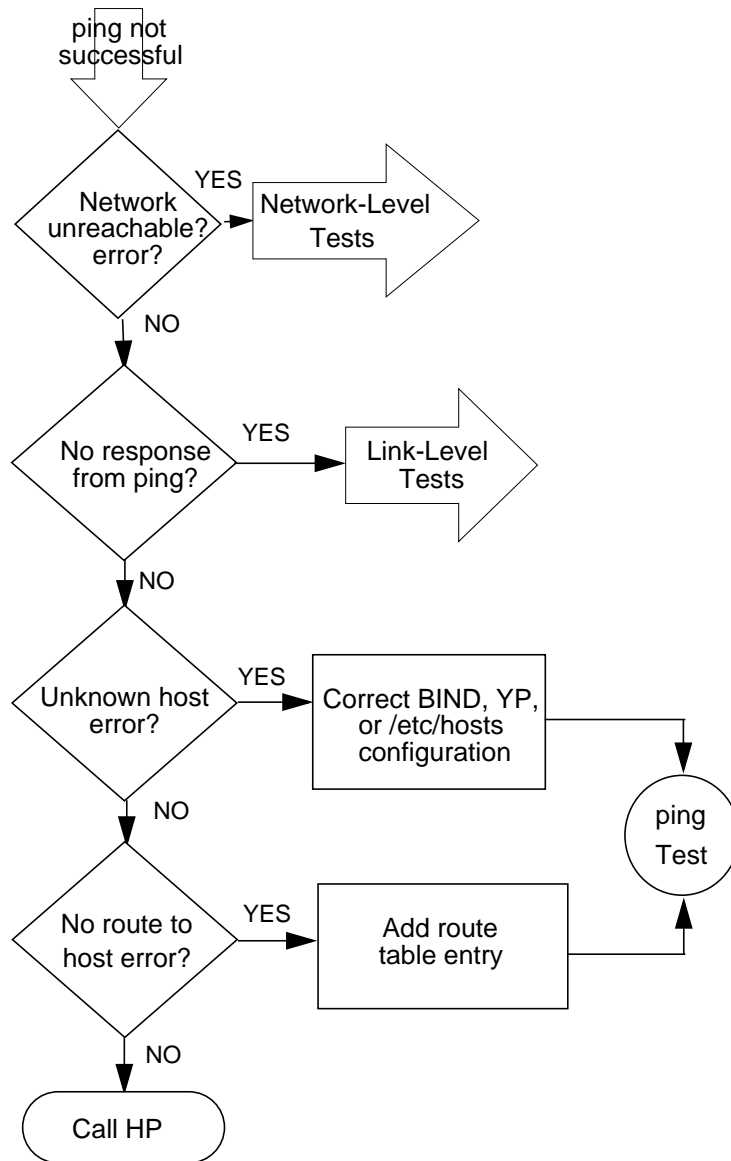 ping not
successful
YES
Network
unreachable?
error?
Network-Level
Tests
NO
YES
No response
from ping?
Link-Level
Tests
NO
YES
Unknown host
error?
Correct BIND, YP,
or /etc/hosts
configuration
NO
ping
Test
YES
No route to
host error?
Add route
table entry
NO
Call HP